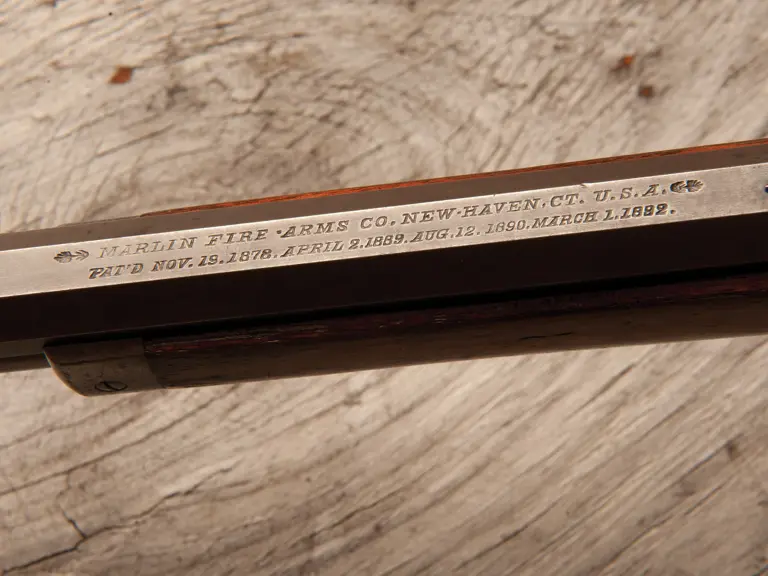 MARLIN FIRE-ARMS CO. NEW-HAVEN, CT. U.S.A.
PAT'D NOV. 19. 1878. APRIL 2. 1889. AUG. 12. 1890. MARCH 1. 1892.